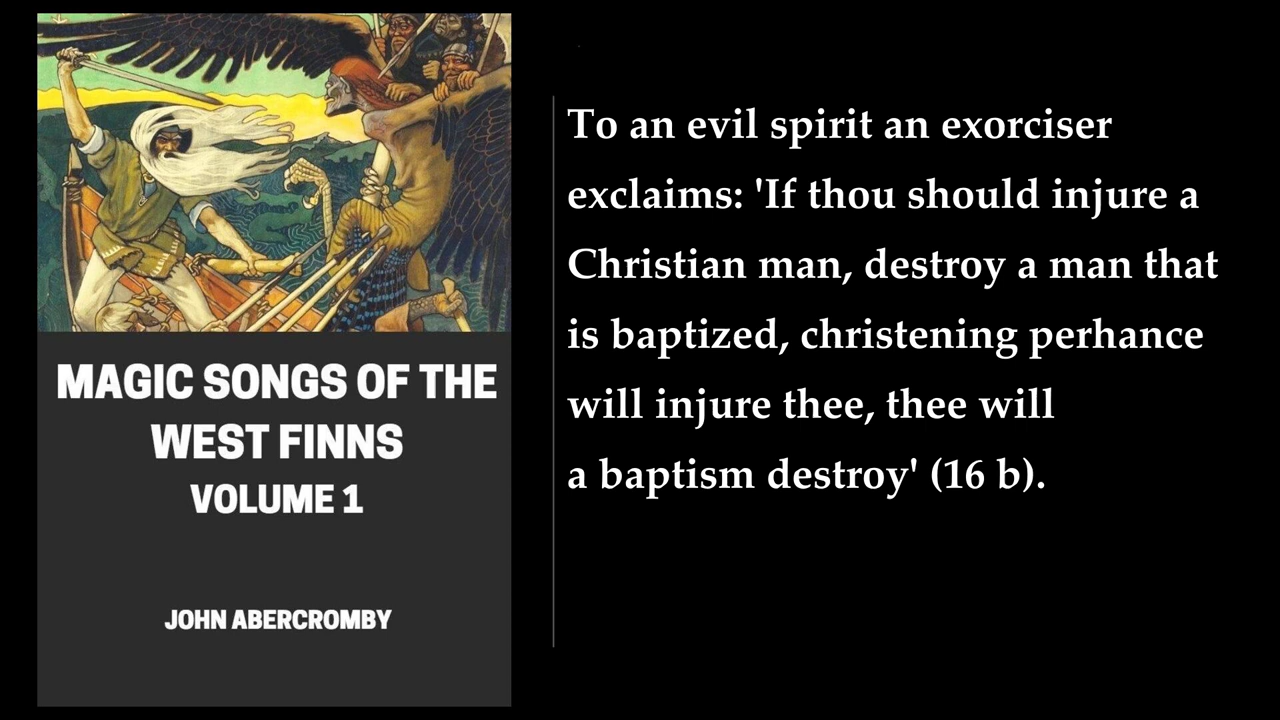 MAGIC SONGS OF THE
WEST FINNS
VOLUME 1
JOHN ABERCROMBY
To an evil spirit an exorciser
exclaims: 'If thou should injure a
Christian man, destroy a man that
is baptized, christening perhance
will injure thee, thee will
a baptism destroy' (16 b).